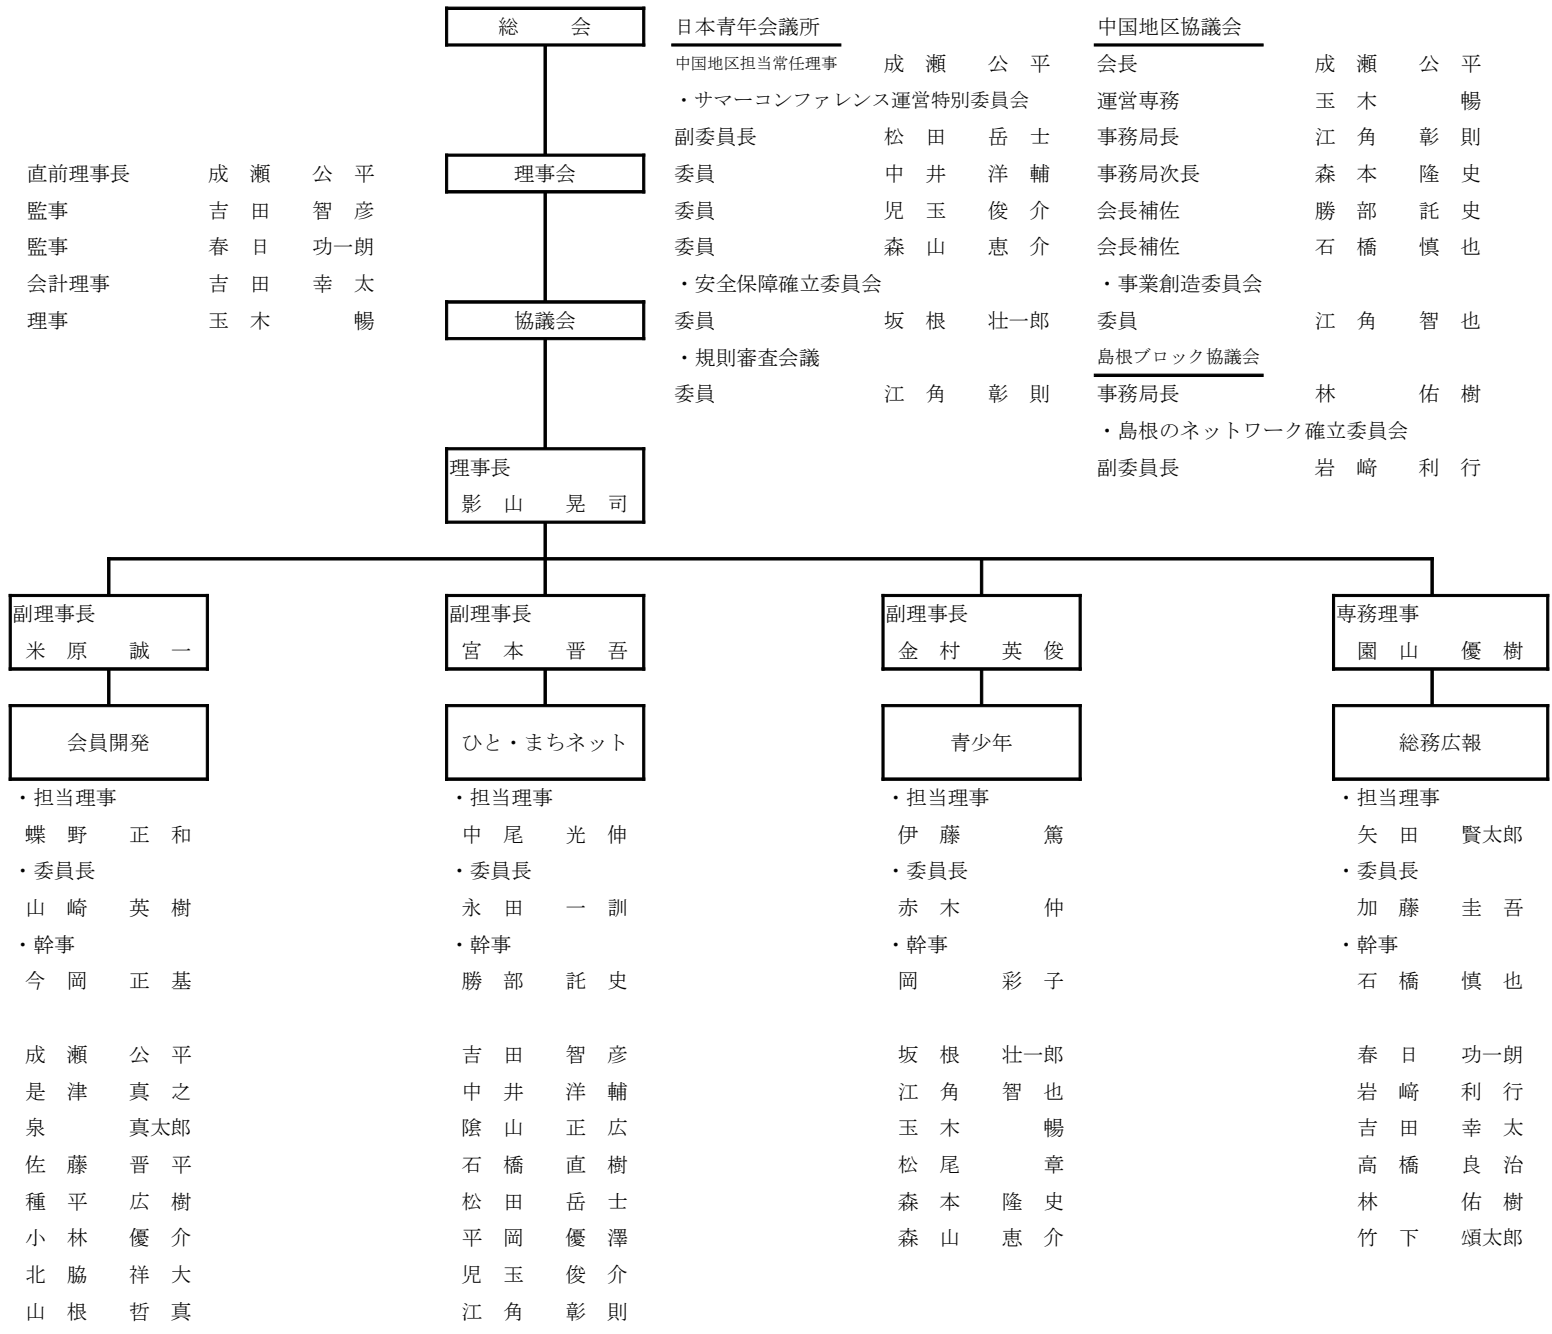 総　会
理事会
協議会
理事長
影山　晃司
直前理事長　成瀬　公平
監事　吉田　智彦
監事　春日　功一朗
会計理事　吉田　幸太
理事　玉木　暢
日本青年会議所
中国地区担当常任理事　成瀬　公平
・サマーコンファレンス運営特別委員会
副委員長　松田　岳士
委員　中井　洋輔
委員　児玉　俊介
委員　森山　恵介
・安全保障確立委員会
委員　坂根　壮一郎
・規則審査会議
委員　江角　彰則
中国地区協議会
会長　成瀬　公平
運営専務　玉木　暢
事務局長　江角　彰則
事務局次長　森本　隆史
会長補佐　勝部　託史
会長補佐　石橋　慎也
・事業創造委員会
委員　江角　智也
島根ブロック協議会
事務局長　林　佑樹
・島根のネットワーク確立委員会
副委員長　岩﨑　利行
副理事長
米原　誠一
会員開発
・担当理事
蝶野　正和
・委員長
山崎　英樹
・幹事
今岡　正基
成瀬　公平
是津　真之
泉　真太郎
佐藤　晋平
種平　広樹
小林　優介
北脇　祥大
山根　哲真
副理事長
宮本　晋吾
ひと・まちネット
・担当理事
中尾　光伸
・委員長
永田　一訓
・幹事
勝部　託史
吉田　智彦
中井　洋輔
陰山　正広
石橋　直樹
松田　岳士
平岡　優澤
児玉　俊介
江角　彰則
副理事長
金村　英俊
青少年
・担当理事
伊藤　篤
・委員長
赤木　仲
・幹事
岡　彩子
坂根　壮一郎
江角　智也
玉木　暢
松尾　章
森本　隆史
森山　恵介
専務理事
園山　優樹
総務広報
・担当理事
矢田　賢太郎
・委員長
加藤　圭吾
・幹事
石橋　慎也
春日　功一朗
岩﨑　利行
吉田　幸太
高橋　良治
林　佑樹
竹下　頌太郎